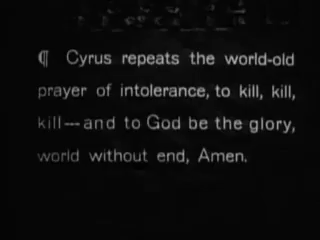 ¶ Cyrus repeats the world-old
prayer of intolerance, to kill, kill,
kill—and to God be the glory,
world without end, Amen.